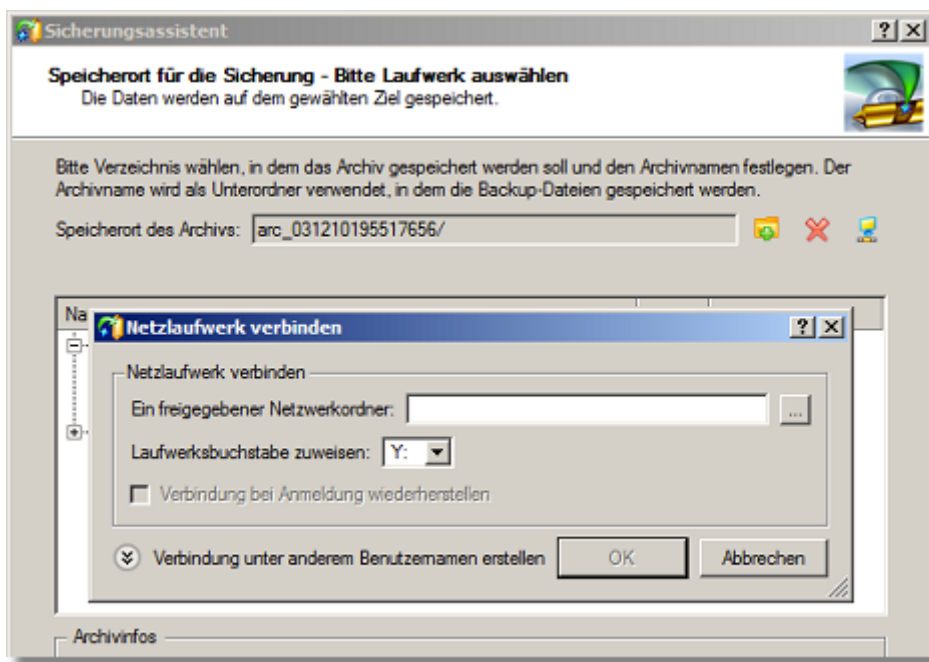 Sicherungsassistent
Speicherort für die Sicherung - Bitte Laufwerk auswählen
Die Daten werden auf dem gewählten Ziel gespeichert.
Bitte Verzeichnis wählen, in dem das Archiv gespeichert werden soll und den Archivnamen festlegen. Der
Archivname wird als Unterordner verwendet, in dem die Backup-Dateien gespeichert werden.
Speicherort des Archivs: arc_031210195517656/
Na
Netzlaufwerk verbinden
Netzlaufwerk verbinden
Ein freigegebener Netzwerkordner: ...
Laufwerksbuchstabe zuweisen: Y:
Verbindung bei Anmeldung wiederherstellen
Verbindung unter anderem Benutzernamen erstellen OK Abbrechen
Archivinfos